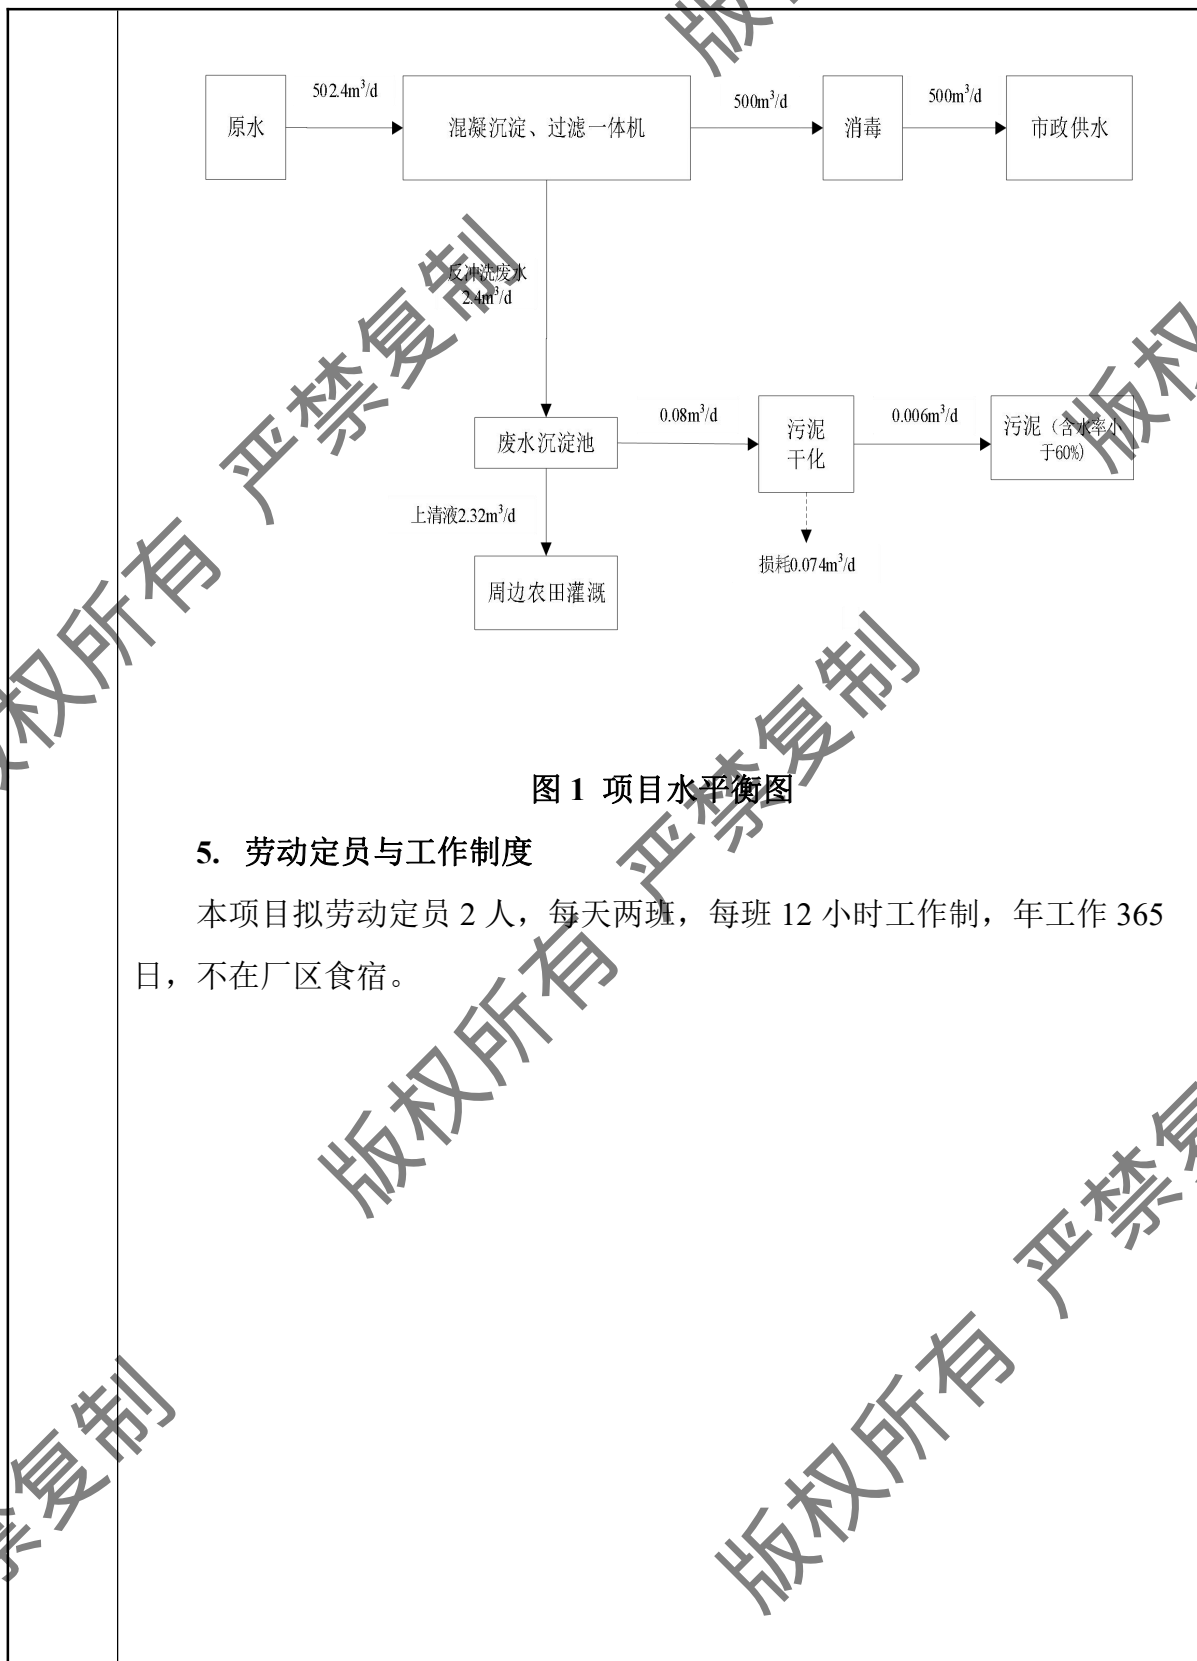 502.4m³/d
500m³/d
500m³/d
原水
混凝沉淀、过滤一体机
消毒
市政供水
反冲洗废水
2.4m³/d
0.08m³/d
0.006m³/d
废水沉淀池
污泥
干化
污泥（含水率小
于60%）
上清液2.32m³/d
损耗0.074m³/d
周边农田灌溉
图 1 项目水平衡图
5. 劳动定员与工作制度
本项目拟劳动定员 2 人，每天两班，每班 12 小时工作制，年工作 365
日，不在厂区食宿。
版权所有 严禁复制
版权所有 严禁复制
版权所有 严禁复
版权
禁复制